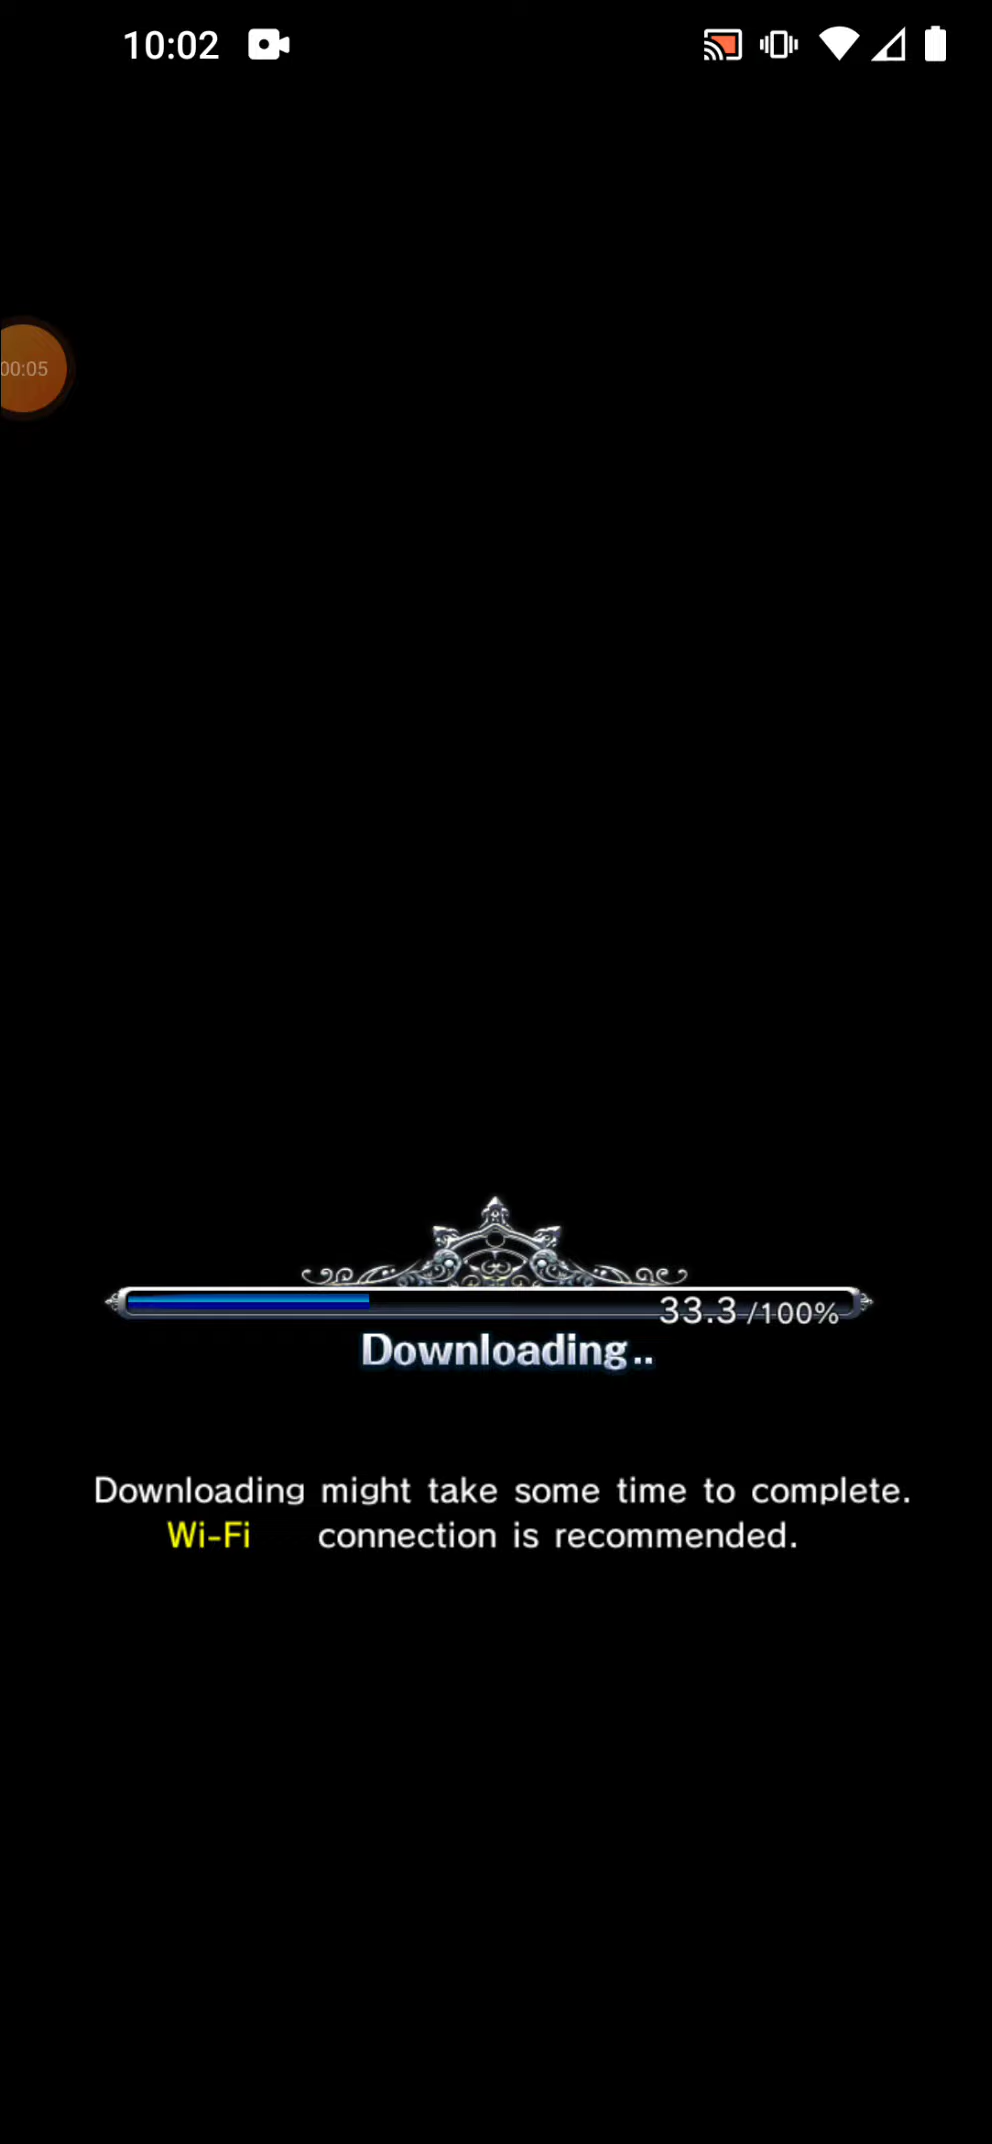 10:02
00:05
33.3 /100%
Downloading..
Downloading might take some time to complete.
Wi-Fi connection is recommended.